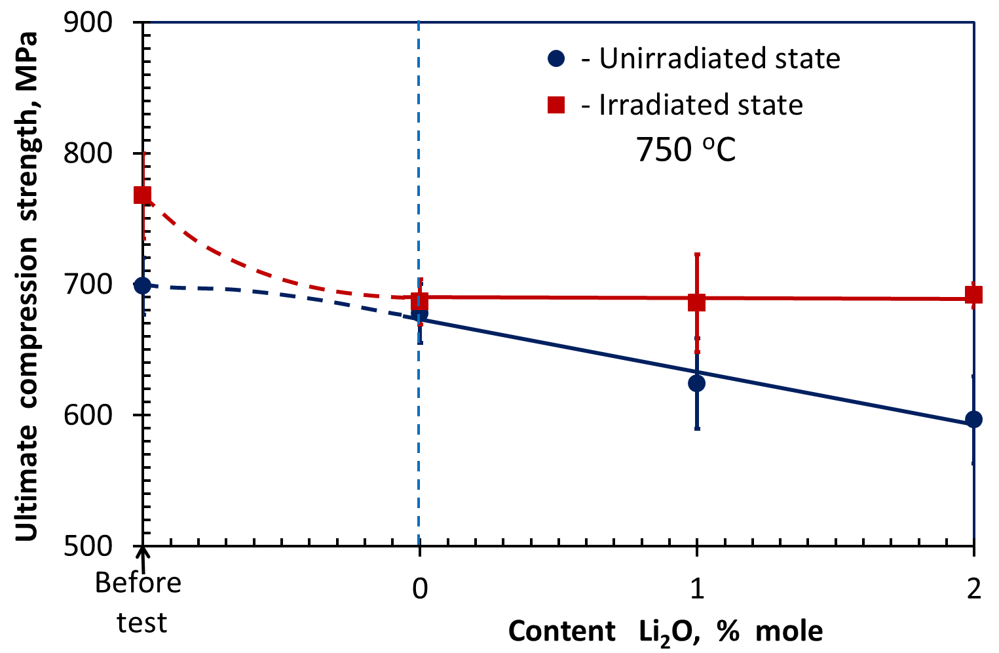 Ultimate compression strength, MPa
900
800
700
600
500
- Unirradiated state
- Irradiated state
750 °C
Before
test
0
1
2
Content Li₂O, % mole